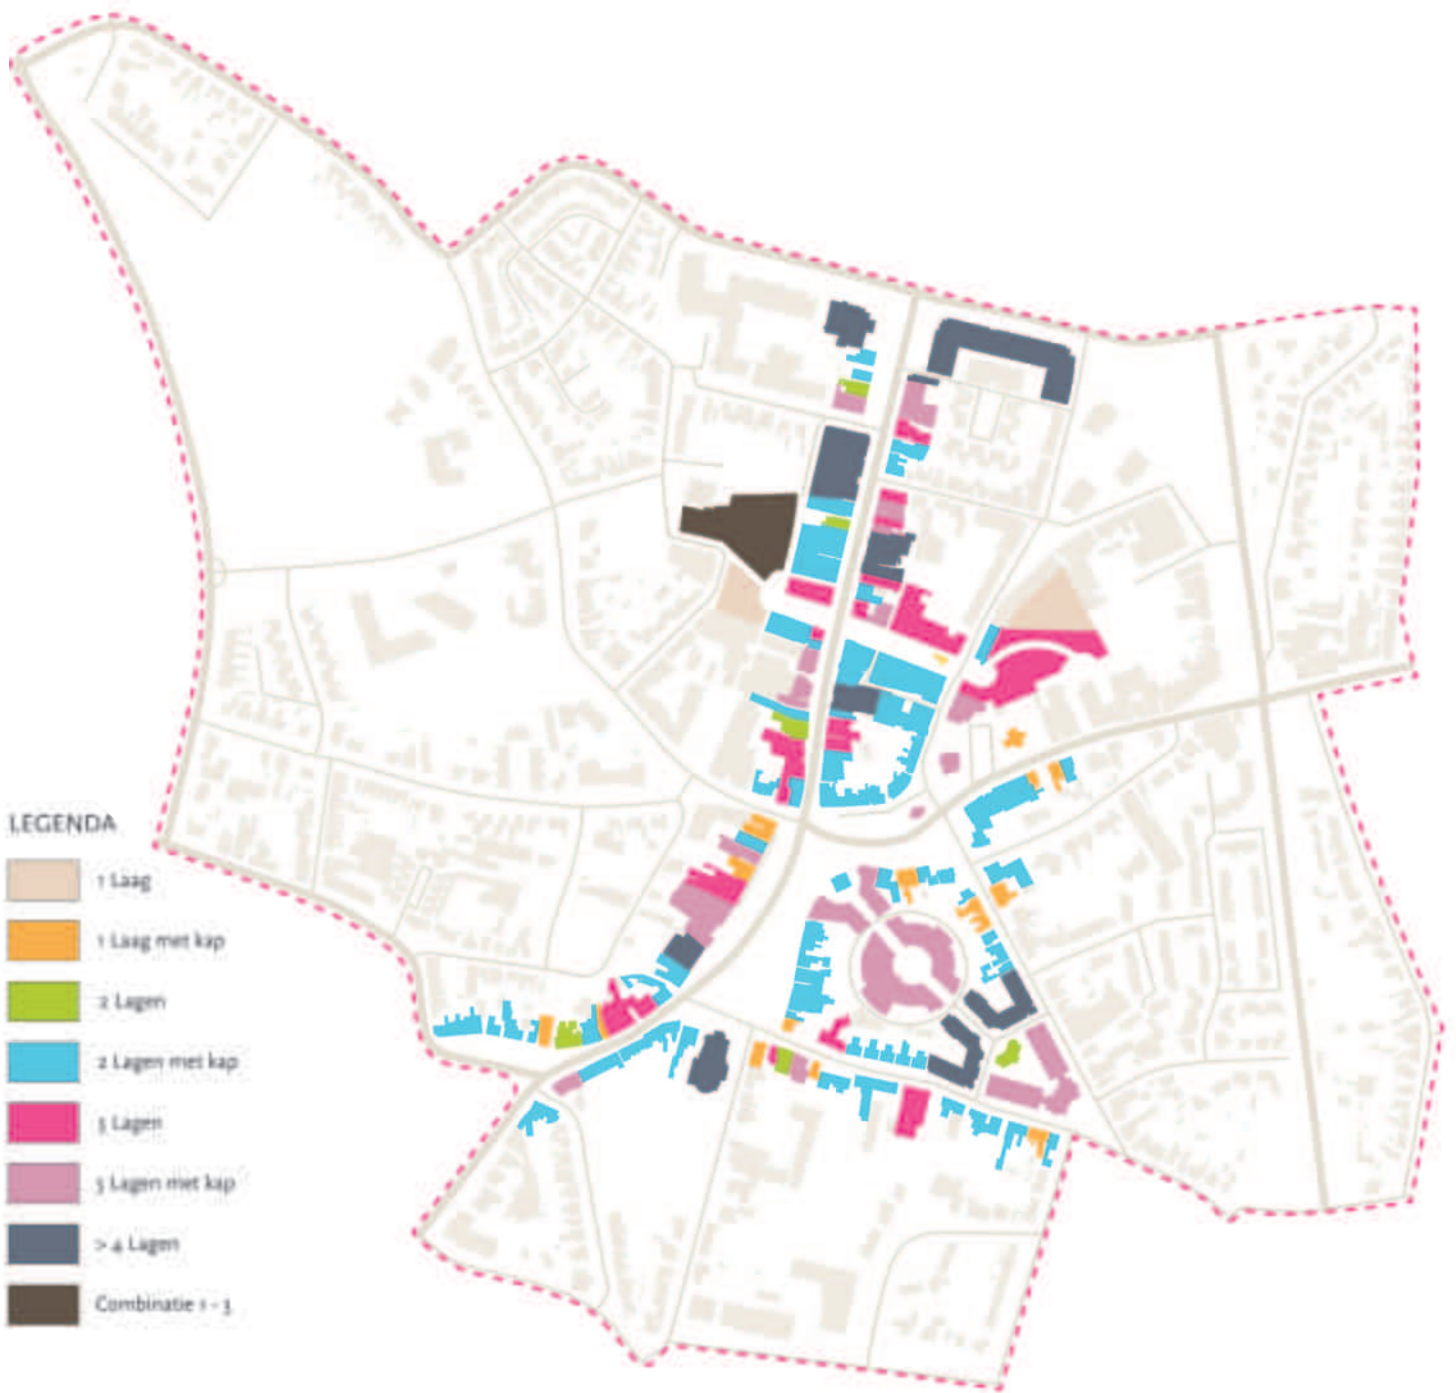 LEGENDA
1 Laag
1 Laag met kap
2 Lagen
2 Lagen met kap
3 Lagen
3 Lagen met kap
> 4 Lagen
Combinatie 1 - 3